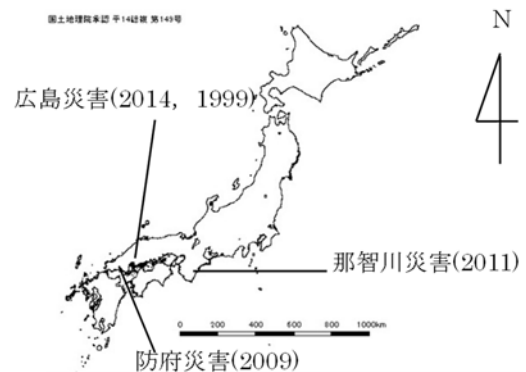 国土地理院承認 平14総複 第149号
N
広島災害(2014, 1999)
那智川災害(2011)
0 200 400 600 800 1000km
防府災害(2009)